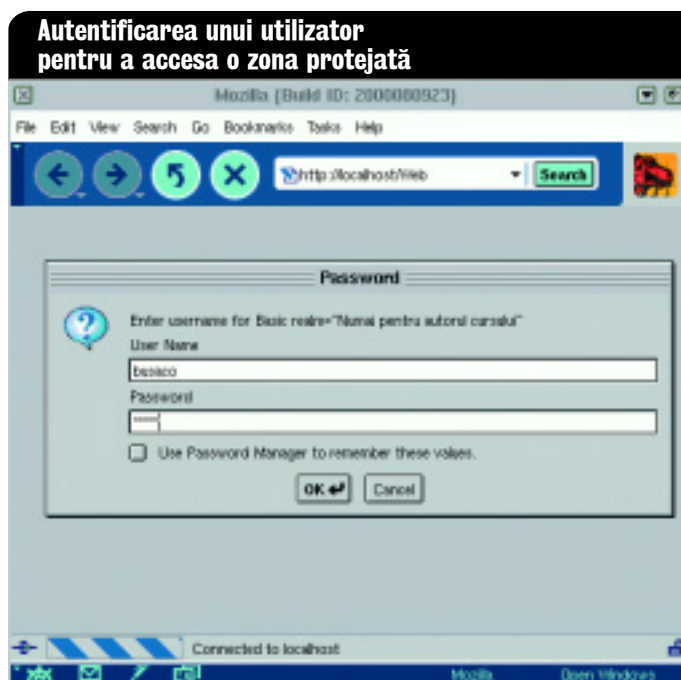 Autentificarea unui utilizator
pentru a accesa o zona protejată
Mozilla {Build ID: 2000080923}
File Edit View Search Go Bookmarks Tasks Help
http://localhost/Web Search
Password
Enter username for Basic realm="Numai pentru autorul cursului"
User Name
busaco
Password
Use Password Manager to remember these values.
OK Cancel
Connected to localhost
Mozilla Open Windows